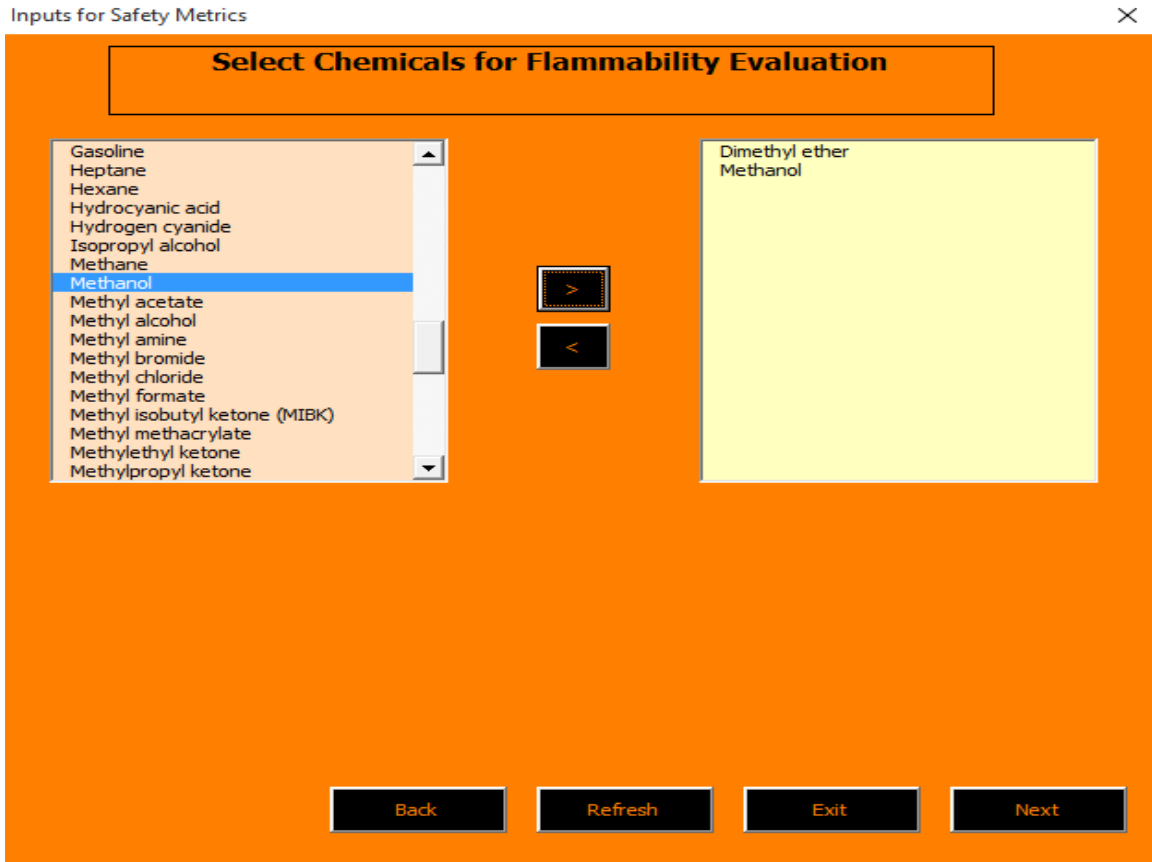 Inputs for Safety Metrics
Select Chemicals for Flammability Evaluation
Gasoline
Heptane
Hexane
Hydrocyanic acid
Hydrogen cyanide
Isopropyl alcohol
Methane
Methanol
Methyl acetate
Methyl alcohol
Methyl amine
Methyl bromide
Methyl chloride
Methyl formate
Methyl isobutyl ketone (MIBK)
Methyl methacrylate
Methylethyl ketone
Methylpropyl ketone
>
<
Dimethyl ether
Methanol
Back
Refresh
Exit
Next